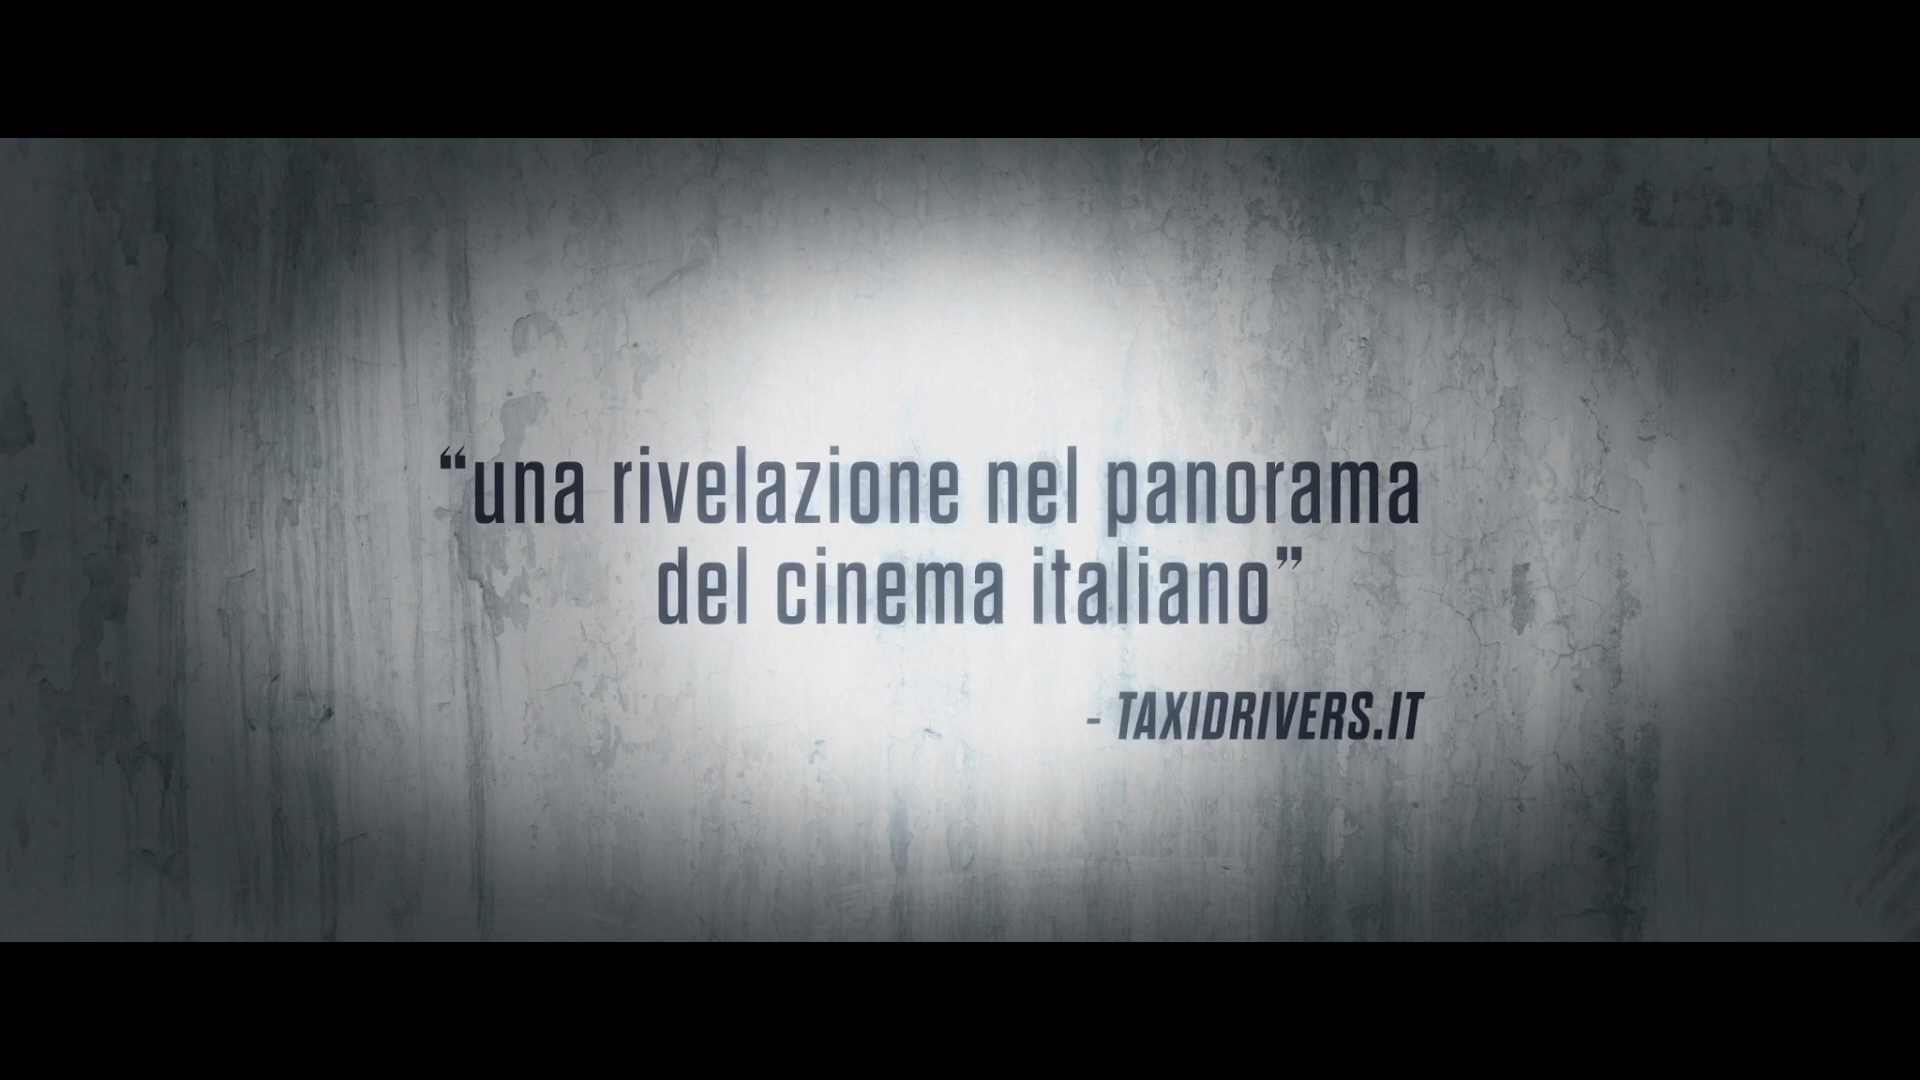 “una rivelazione nel panorama
del cinema italiano”
- TAXIDRIVERS.IT